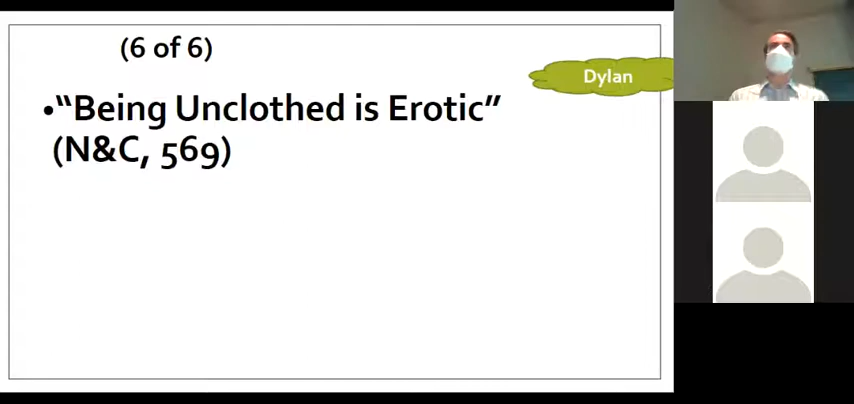 (6 of 6)
Dylan
•“Being Unclothed is Erotic”
(N&C, 569)